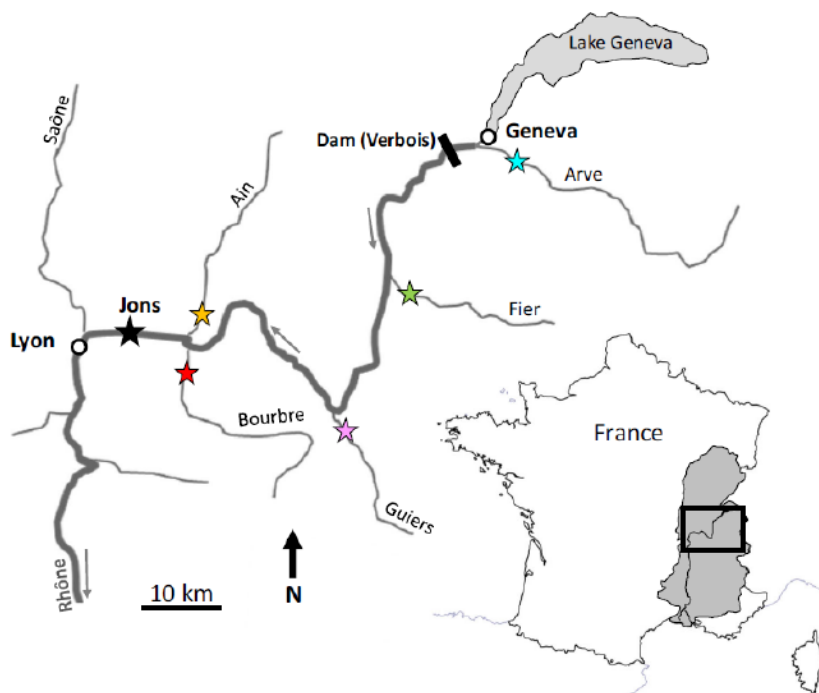 Lake Geneva
Saône
Dam (Verbois)
Geneva
Ain
Arve
Jons
Fier
Lyon
Bourbre
France
Guiers
Rhône
10 km
N